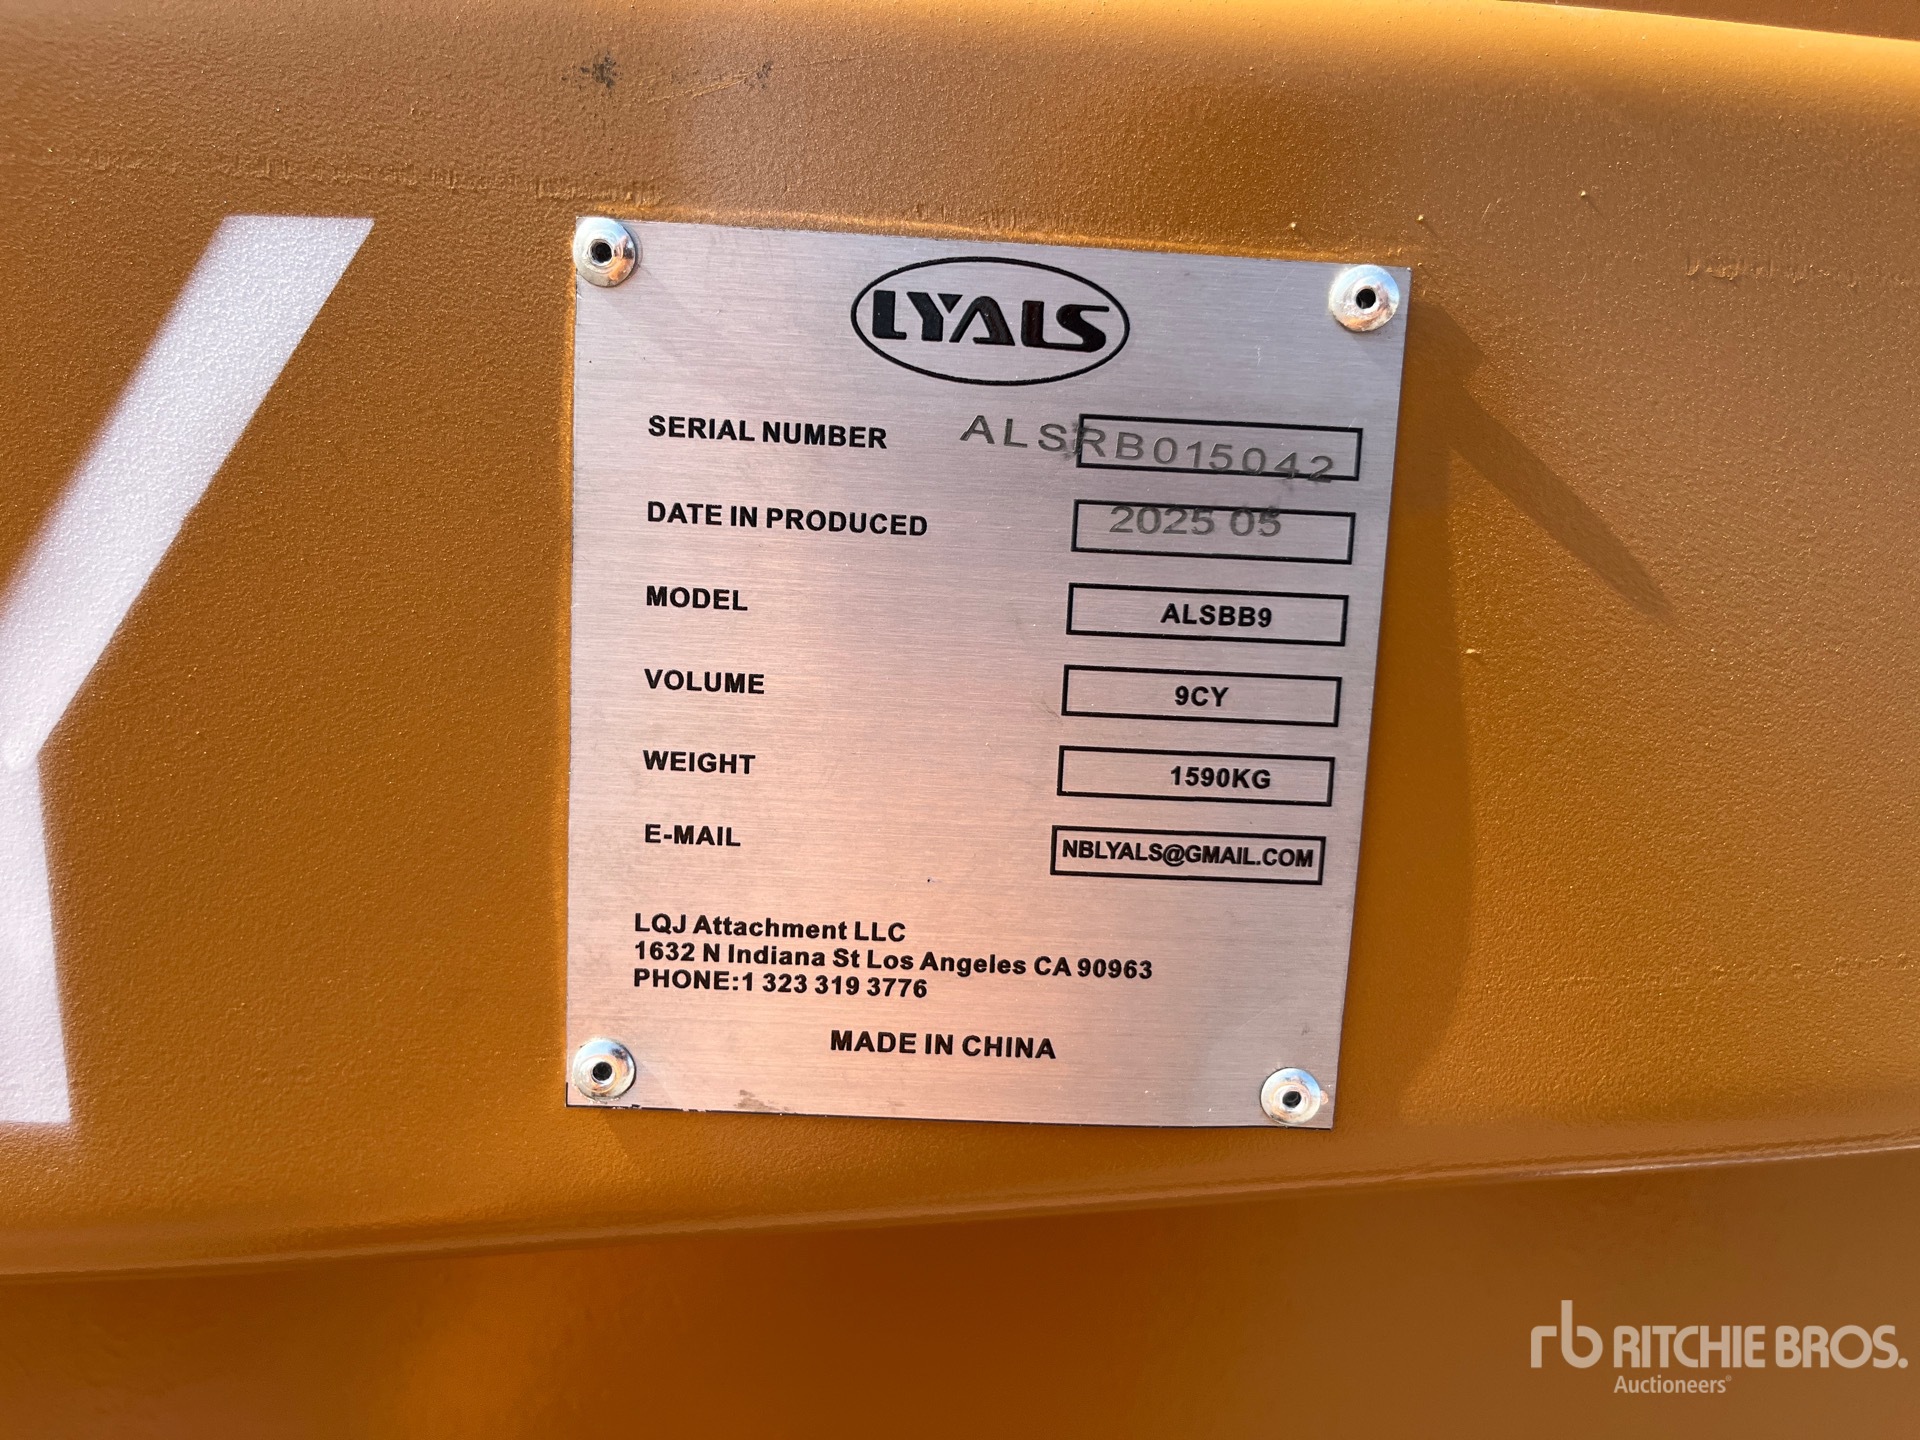 LYALS
SERIAL NUMBER ALSRB015042
DATE IN PRODUCED 2025 05
MODEL ALSBB9
VOLUME 9CY
WEIGHT 1590KG
E-MAIL NBLYALS@GMAIL.COM
LQJ Attachment LLC
1632 N Indiana St Los Angeles CA 90963
PHONE:1 323 319 3776
MADE IN CHINA
rb RITCHIE BROS.
Auctioneers